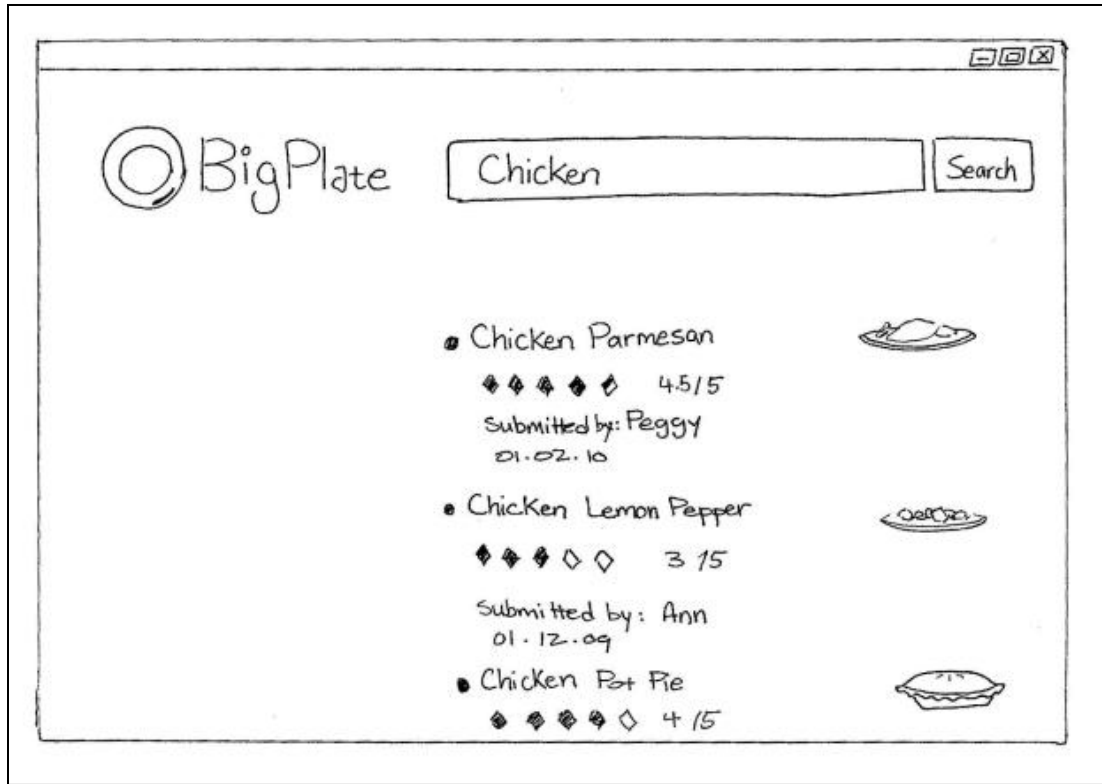 BigPlate
Chicken
Search
Chicken Parmesan
4.5/5
Submitted by: Peggy
01.02.10
Chicken Lemon Pepper
3/5
Submitted by: Ann
01.12.09
Chicken Pot Pie
4/5